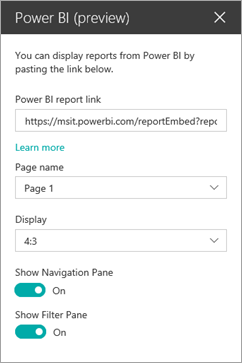 Power BI (preview)
You can display reports from Power BI by
pasting the link below.
Power BI report link
https://msit.powerbi.com/reportEmbed?repo
Learn more
Page name
Page 1
Display
4:3
Show Navigation Pane
On
Show Filter Pane
On